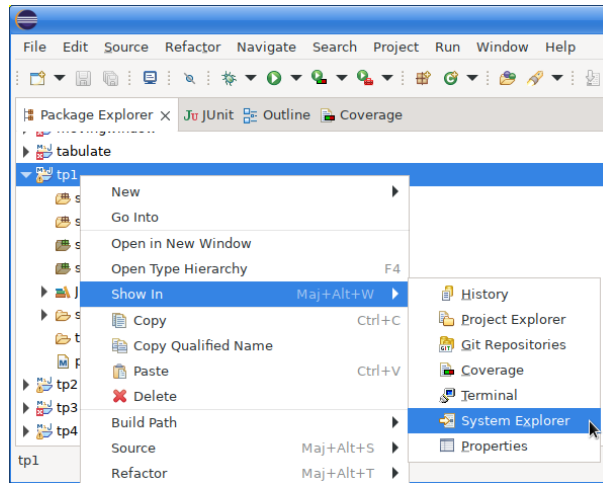 File Edit Source Refactor Navigate Search Project Run Window Help
Package Explorer JU JUnit Outline Coverage
movingwindow
tabulate
tp1
New
Go Into
Open in New Window
Open Type Hierarchy F4
Show In Maj+Alt+W
Copy Ctrl+C
Copy Qualified Name
Paste Ctrl+V
Delete
Build Path
Source Maj+Alt+S
Refactor Maj+Alt+T
History
Project Explorer
Git Repositories
Coverage
Terminal
System Explorer
Properties
s
s
s
s
J
s
t
p
tp2
tp3
tp4
tp1